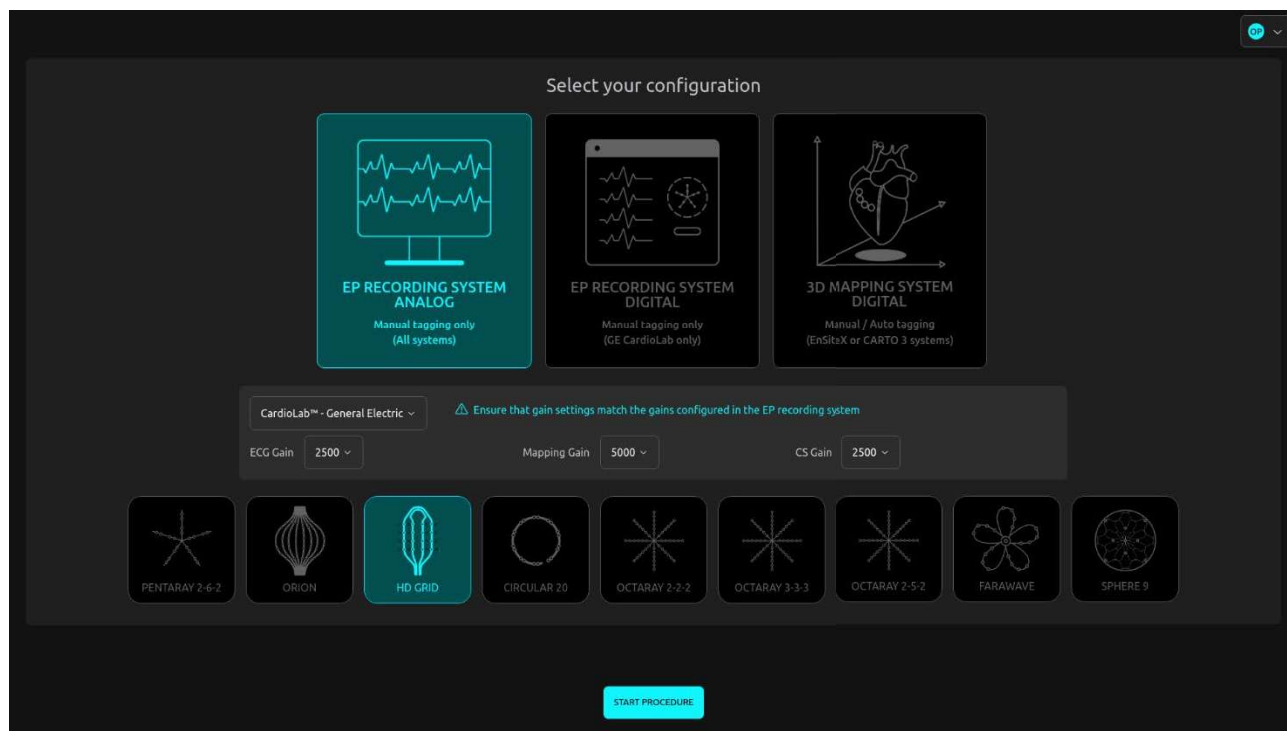 OP
Select your configuration
EP RECORDING SYSTEM
ANALOG
Manual tagging only
(All systems)
EP RECORDING SYSTEM
DIGITAL
Manual tagging only
(GE CardioLab only)
3D MAPPING SYSTEM
DIGITAL
Manual / Auto tagging
(EnSiteX or CARTO 3 systems)
CardioLab™ - General Electric
Ensure that gain settings match the gains configured in the EP recording system
ECG Gain 2500
Mapping Gain 5000
CS Gain 2500
PENTARAY 2-6-2
ORION
HD GRID
CIRCULAR 20
OCTARAY 2-2-2
OCTARAY 3-3-3
OCTARAY 2-5-2
FARAWAVE
SPHERE 9
START PROCEDURE